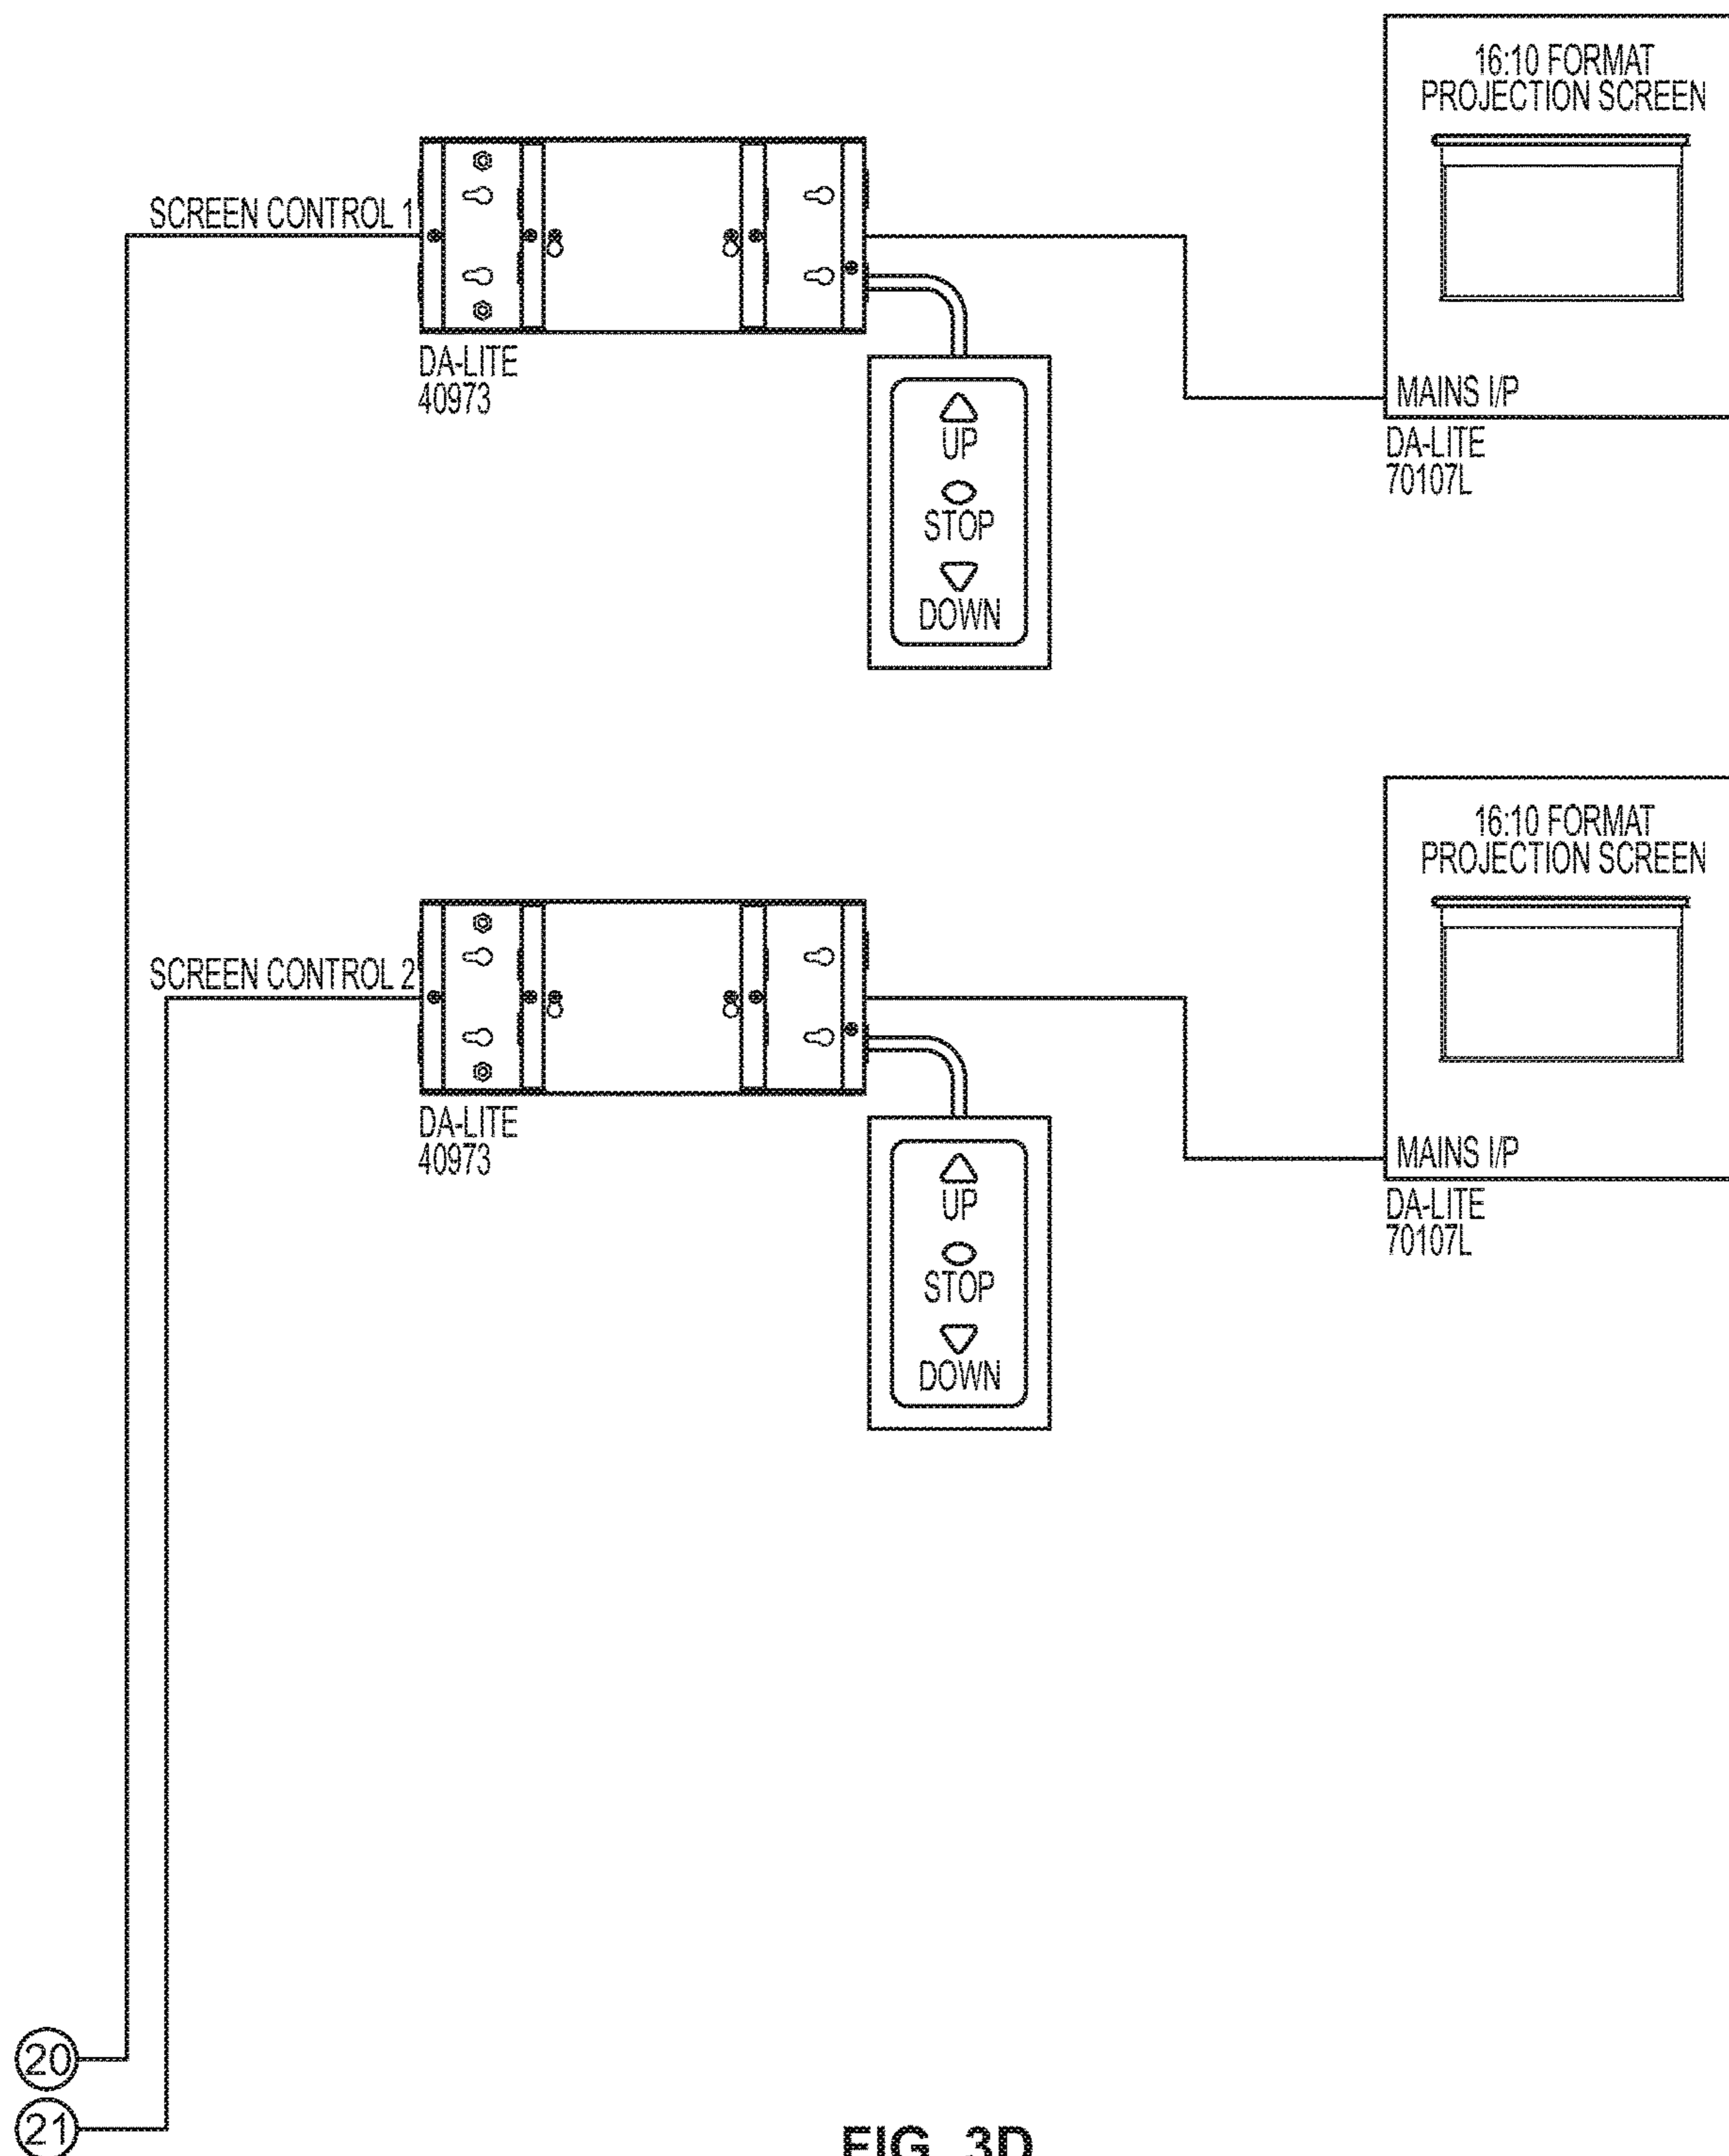 16:10 FORMAT
PROJECTION SCREEN
SCREEN CONTROL 1
DA-LITE
40973
MAINS I/P
DA-LITE
70107L
UP
STOP
DOWN
16:10 FORMAT
PROJECTION SCREEN
SCREEN CONTROL 2
DA-LITE
40973
MAINS I/P
DA-LITE
70107L
UP
STOP
DOWN
20
21
FIG. 3D